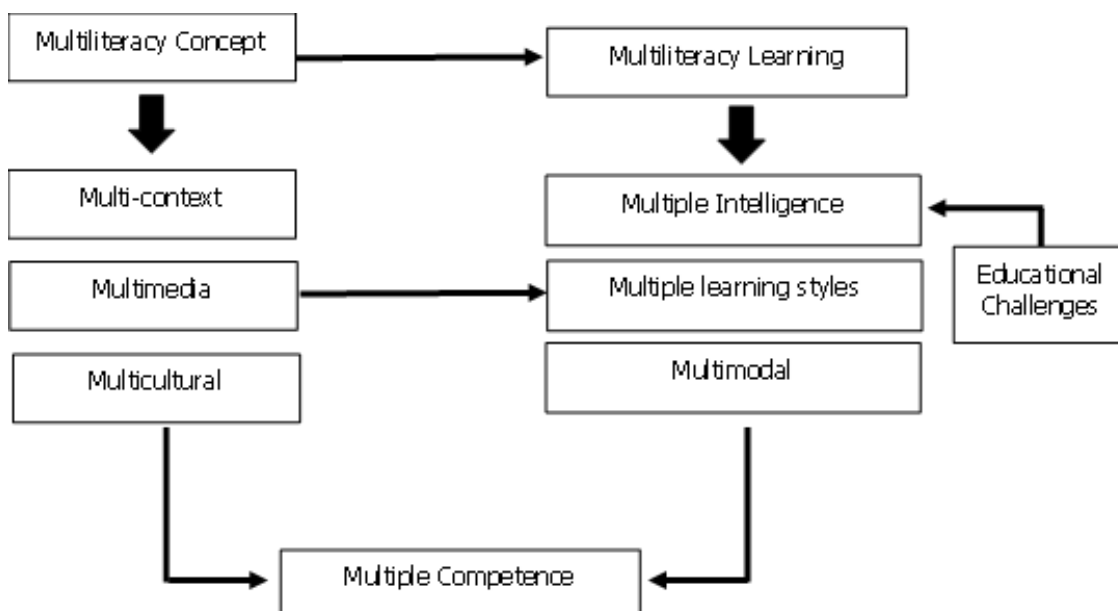 Multiliteracy Concept
Multiliteracy Learning
Multi-context
Multiple Intelligence
Multimedia
Multiple learning styles
Educational
Challenges
Multicultural
Multimodal
Multiple Competence